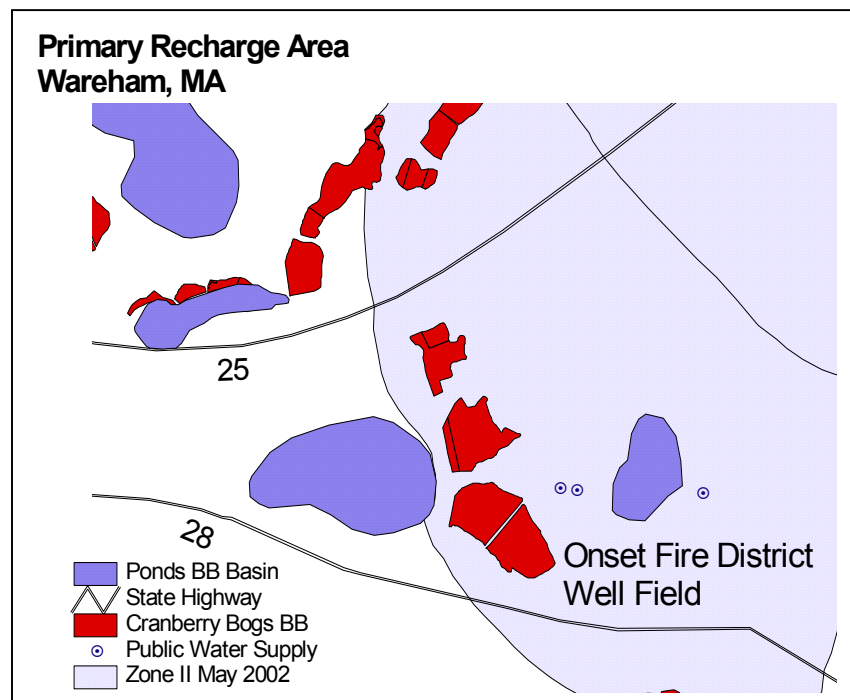 Primary Recharge Area
Wareham, MA
25
28
Onset Fire District
Well Field
Ponds BB Basin
State Highway
Cranberry Bogs BB
Public Water Supply
Zone II May 2002